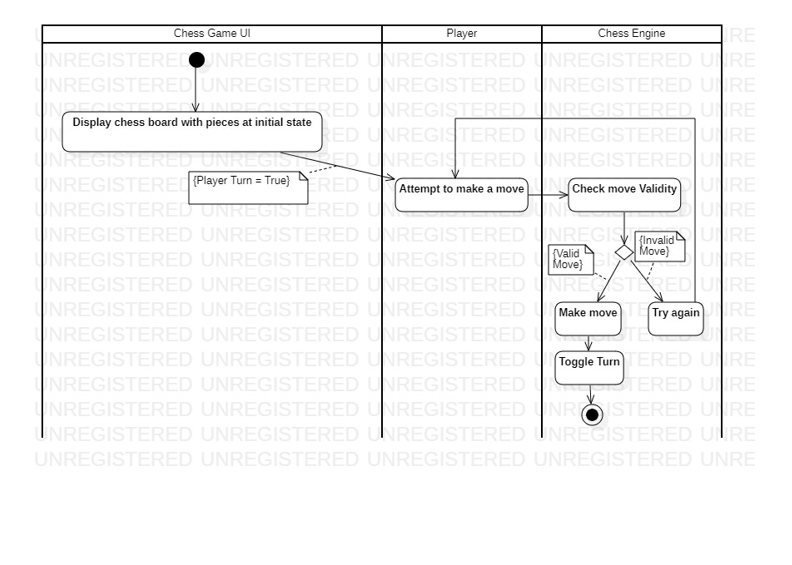 Chess Game UI
Player
Chess Engine
Display chess board with pieces at initial state
{Player Turn = True}
Attempt to make a move
Check move Validity
{Valid
Move}
{Invalid
Move}
Make move
Try again
Toggle Turn
UNREGISTERED UNREGISTERED UNREGISTERED UNREGISTERED UNRE